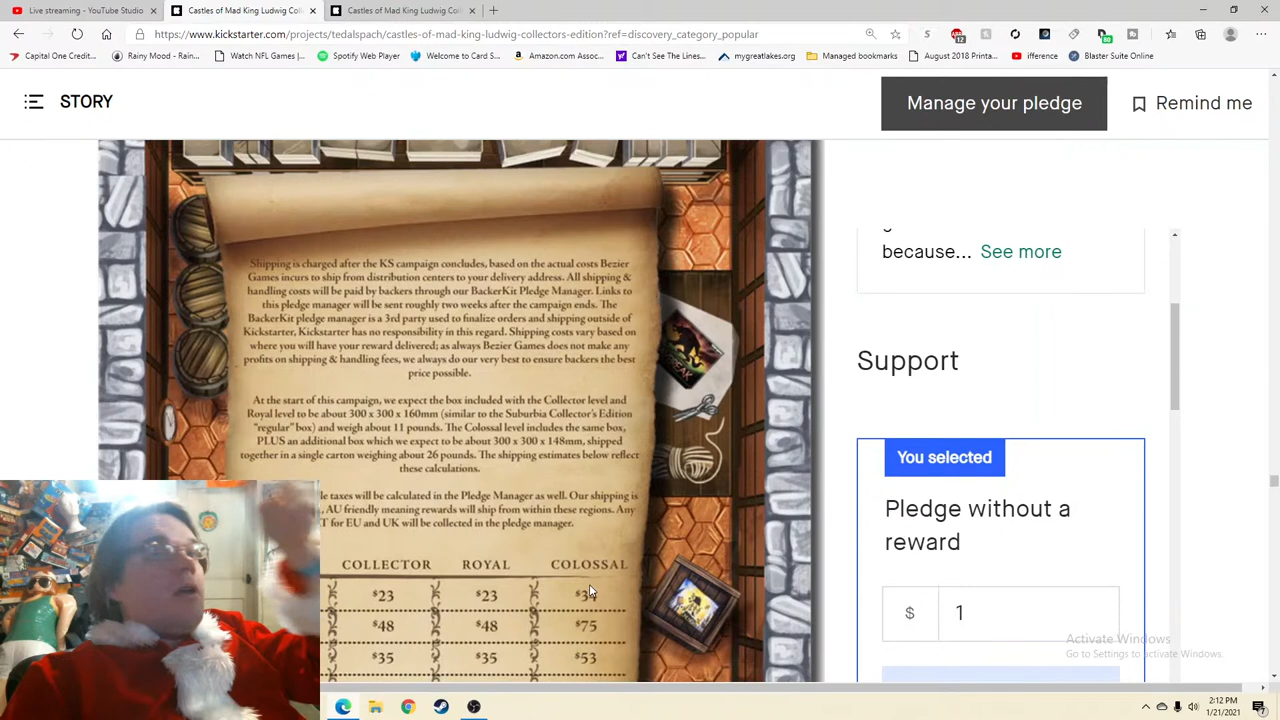 Live streaming - YouTube Studio
Castles of Mad King Ludwig Coll
Castles of Mad King Ludwig Coll
https://www.kickstarter.com/projects/tedalspach/castles-of-mad-king-ludwig-collectors-edition?ref=discovery_category_popular
Capital One Credit...
Rainy Mood • Rain...
Watch NFL Games |...
Spotify Web Player
Welcome to Card S...
Amazon.com Assoc...
Can't See The Lines...
mygreatlakes.org
Managed bookmarks
August 2018 Printa...
ifference
Blaster Suite Online
STORY
Manage your pledge
Remind me
Shipping is charged after the KS campaign concludes, based on the actual costs Bezier
Games incurs to ship from distribution centers to your delivery address. All shipping &
handling costs will be paid by backers through our BackerKit Pledge Manager. Links to
this pledge manager will be sent roughly two weeks after the campaign ends. The
BackerKit pledge manager is a 3rd party used to finalize orders and shipping outside of
Kickstarter, Kickstarter has no responsibility in this regard. Shipping costs vary based on
where you will have your reward delivered; as always Bezier Games does not make any
profits on shipping & handling fees, we always do our very best to ensure backers the best
price possible.
At the start of this campaign, we expect the box included with the Collector level and
Royal level to be about 300 x 300 x 160mm (similar to the Suburbia Collector's Edition
"regular" box) and weigh about 11 pounds. The Colossal level includes the same box,
PLUS an additional box which we expect to be about 300 x 300 x 148mm, shipped
together in a single carton weighing about 26 pounds. The shipping estimates below reflect
these calculations.
taxes will be calculated in the Pledge Manager as well. Our shipping is
AU friendly meaning rewards will ship from within these regions. Any
for EU and UK will be collected in the pledge manager.
COLLECTOR ROYAL COLOSSAL
$23 $23
$48 $48 $75
$35 $35 $53
because... See more
Support
You selected
Pledge without a
reward
$ 1
Activate Windows
Go to Settings to activate Windows.
2:12 PM
1/21/2021